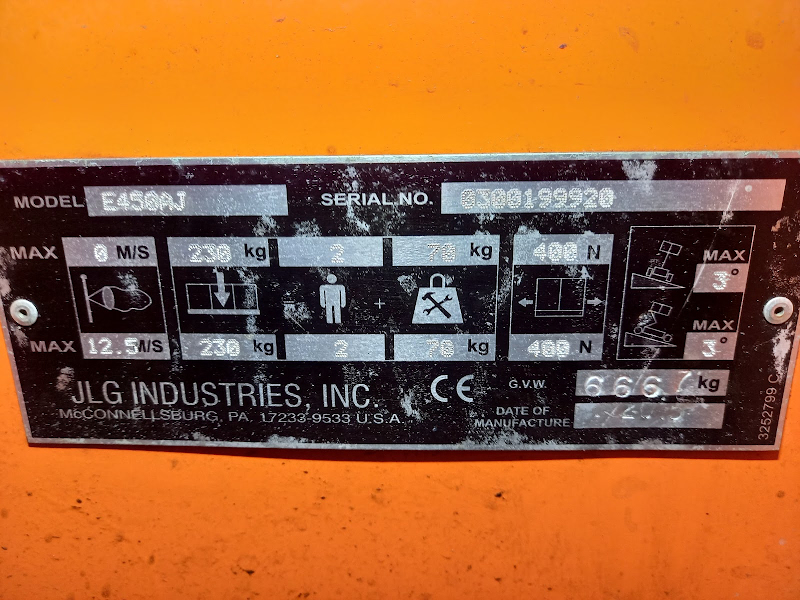 MODEL E450AJ SERIAL NO. 0300199920
MAX 0 M/S 230 kg 2 70 kg 400 N
MAX
3°
- +
MAX
MAX 12.5 M/S 230 kg 2 70 kg 400 N 3°
JLG INDUSTRIES, INC. CE G.V.W. 6667 kg
McCONNELLSBURG, PA. 17233-9533 U.S.A
DATE OF
MANUFACTURE
3252799 C